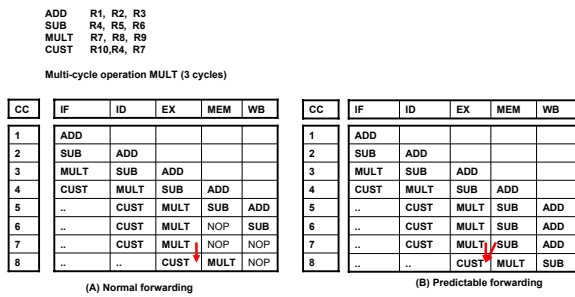 ADD R1, R2, R3
SUB R4, R5, R6
MULT R7, R8, R9
CUST R10,R4, R7
Multi-cycle operation MULT (3 cycles)
CC IF ID EX MEM WB
1 ADD
2 SUB ADD
3 MULT SUB ADD
4 CUST MULT SUB ADD
5 .. CUST MULT SUB ADD
6 .. CUST MULT NOP SUB
7 .. CUST MULT NOP NOP
8 .. .. CUST MULT NOP
(A) Normal forwarding
CC IF ID EX MEM WB
1 ADD
2 SUB ADD
3 MULT SUB ADD
4 CUST MULT SUB ADD
5 .. CUST MULT SUB ADD
6 .. CUST MULT SUB ADD
7 .. CUST MULT SUB ADD
8 .. .. CUST MULT SUB
(B) Predictable forwarding